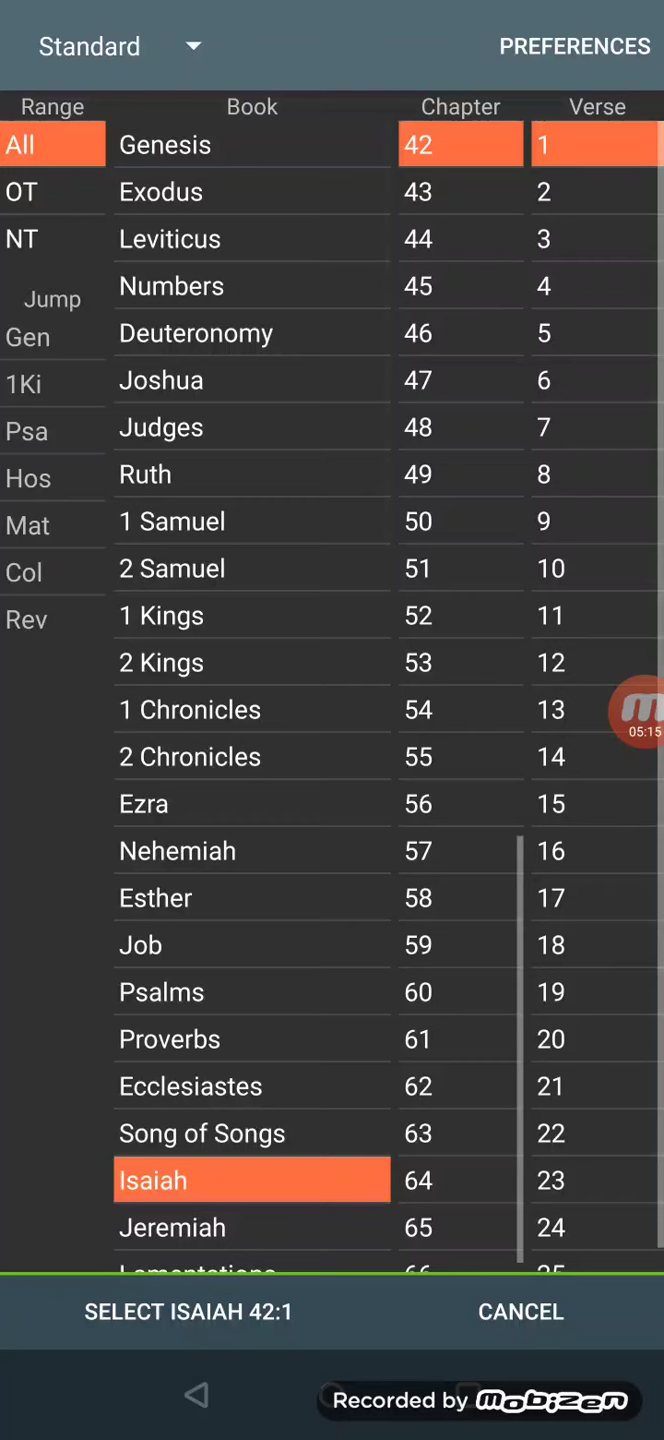 Standard PREFERENCES
Range Book Chapter Verse
All Genesis 42 1
OT Exodus 43 2
NT Leviticus 44 3
Numbers 45 4
Jump
Gen Deuteronomy 46 5
1Ki Joshua 47 6
Psa Judges 48 7
Hos Ruth 49 8
Mat 1 Samuel 50 9
Col 2 Samuel 51 10
Rev 1 Kings 52 11
2 Kings 53 12
1 Chronicles 54 13
05:15
2 Chronicles 55 14
Ezra 56 15
Nehemiah 57 16
Esther 58 17
Job 59 18
Psalms 60 19
Proverbs 61 20
Ecclesiastes 62 21
Song of Songs 63 22
Isaiah 64 23
Jeremiah 65 24
Lamentations 66 25
SELECT ISAIAH 42:1 CANCEL
Recorded by mobizen